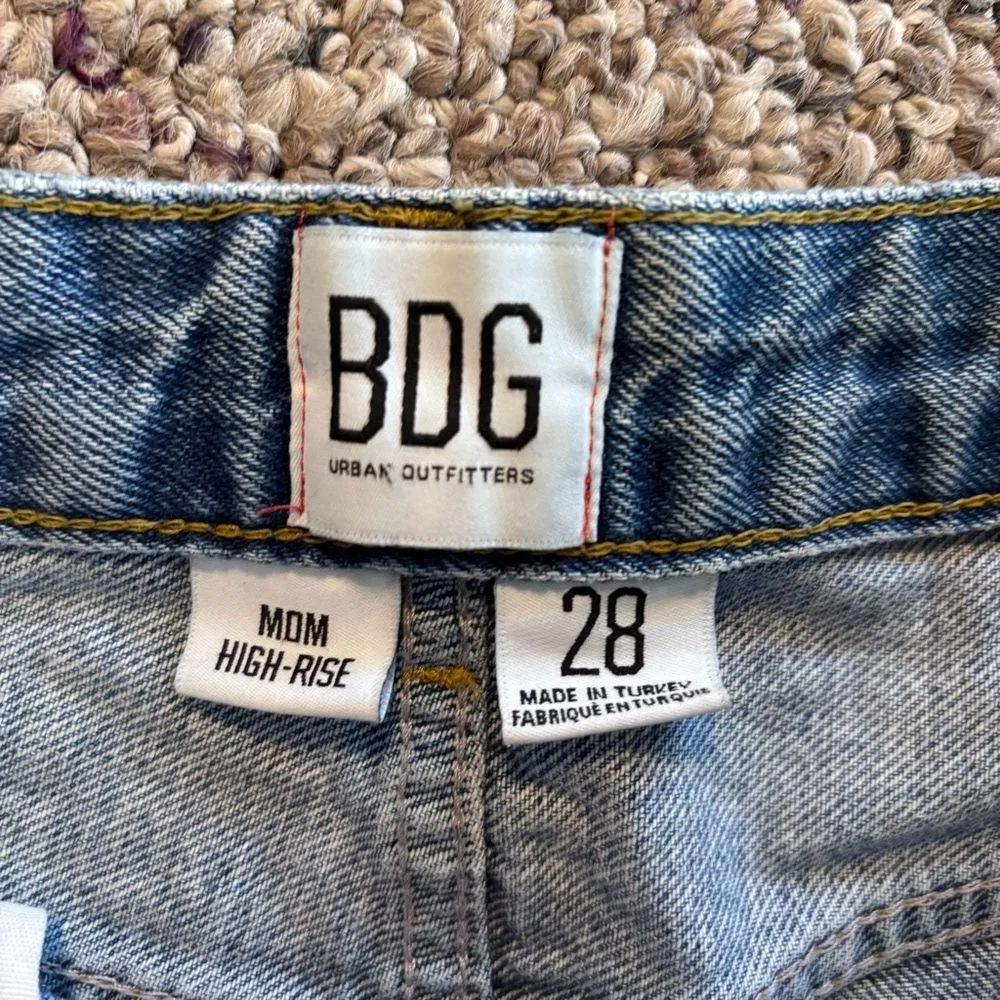 BDG
URBAN OUTFITTERS
MOM
HIGH-RISE
28
MADE IN TURKEY
FABRIQUÉ EN TURQUIE